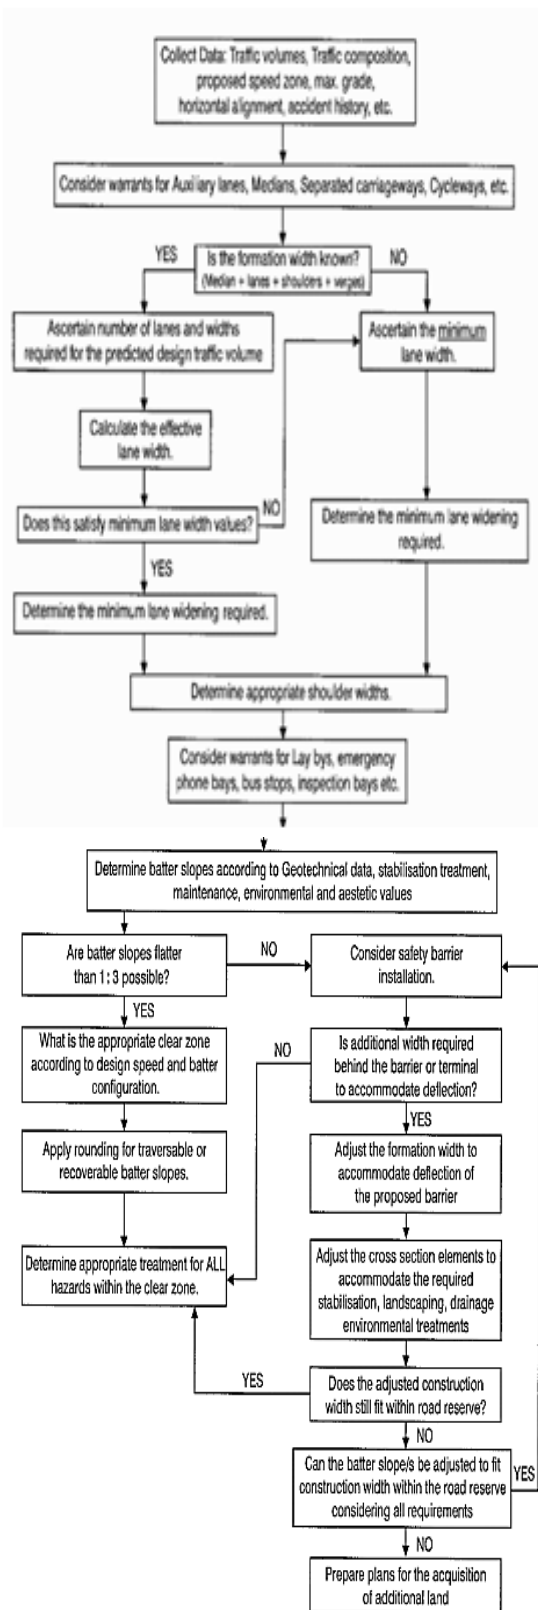 Collect Data: Traffic volumes, Traffic composition,
proposed speed zone, max. grade,
horizontal alignment, accident history, etc.
Consider warrants for Auxiliary lanes, Medians, Separated carriageways, Cycleways, etc.
YES
Is the formation width known?
NO
(Median + lanes + shoulders + verges)
Ascertain number of lanes and widths
required for the predicted design traffic volume
Ascertain the minimum
lane width.
Calculate the effective
lane width.
NO
Does this satisfy minimum lane width values?
Determine the minimum lane widening
required.
YES
Determine the minimum lane widening required.
Determine appropriate shoulder widths.
Consider warrants for Lay bys, emergency
phone bays, bus stops, inspection bays etc.
Determine batter slopes according to Geotechnical data, stabilisation treatment,
maintenance, environmental and aestetic values
Are batter slopes flatter
than 1 : 3 possible?
NO
Consider safety barrier
installation.
YES
What is the appropriate clear zone
according to design speed and batter
configuration.
NO
Is additional width required
behind the barrier or terminal
to accommodate deflection?
YES
Apply rounding for traversable or
recoverable batter slopes.
Adjust the formation width to
accommodate deflection of
the proposed barrier
Determine appropriate treatment for ALL
hazards within the clear zone.
Adjust the cross section elements to
accommodate the required
stabilisation, landscaping, drainage
environmental treatments
YES
Does the adjusted construction
width still fit within road reserve?
NO
Can the batter slope/s be adjusted to fit
construction width within the road reserve
considering all requirements
YES
NO
Prepare plans for the acquisition
of additional land